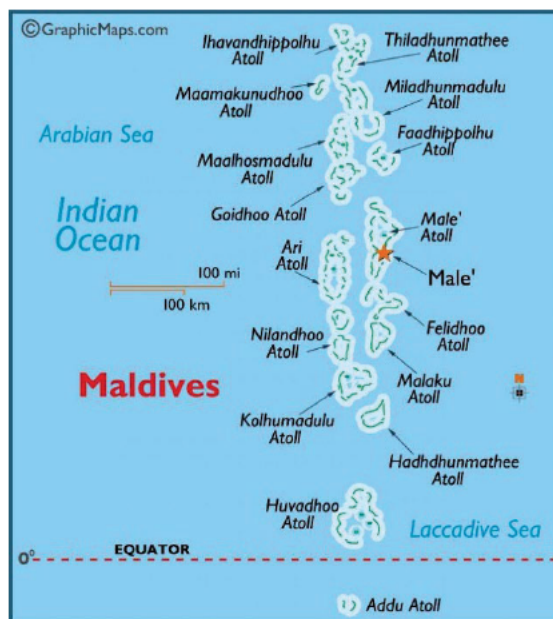 ©GraphicMaps.com
Ihavandhippolhu
Atoll
Thiladhunmathee
Atoll
Maamakunudhoo
Atoll
Miladhunmadulu
Atoll
Arabian Sea
Faadhippolhu
Atoll
Maalhosmadulu
Atoll
Goidhoo Atoll
Indian
Ocean
Male'
Atoll
Ari
Atoll
100 mi
Male'
100 km
Nilandhoo
Atoll
Felidhoo
Atoll
Maldives
Malaku
Atoll
Kolhumadulu
Atoll
Hadhdhunmathee
Atoll
Huvadhoo
Atoll
Laccadive Sea
EQUATOR
0°
Addu Atoll